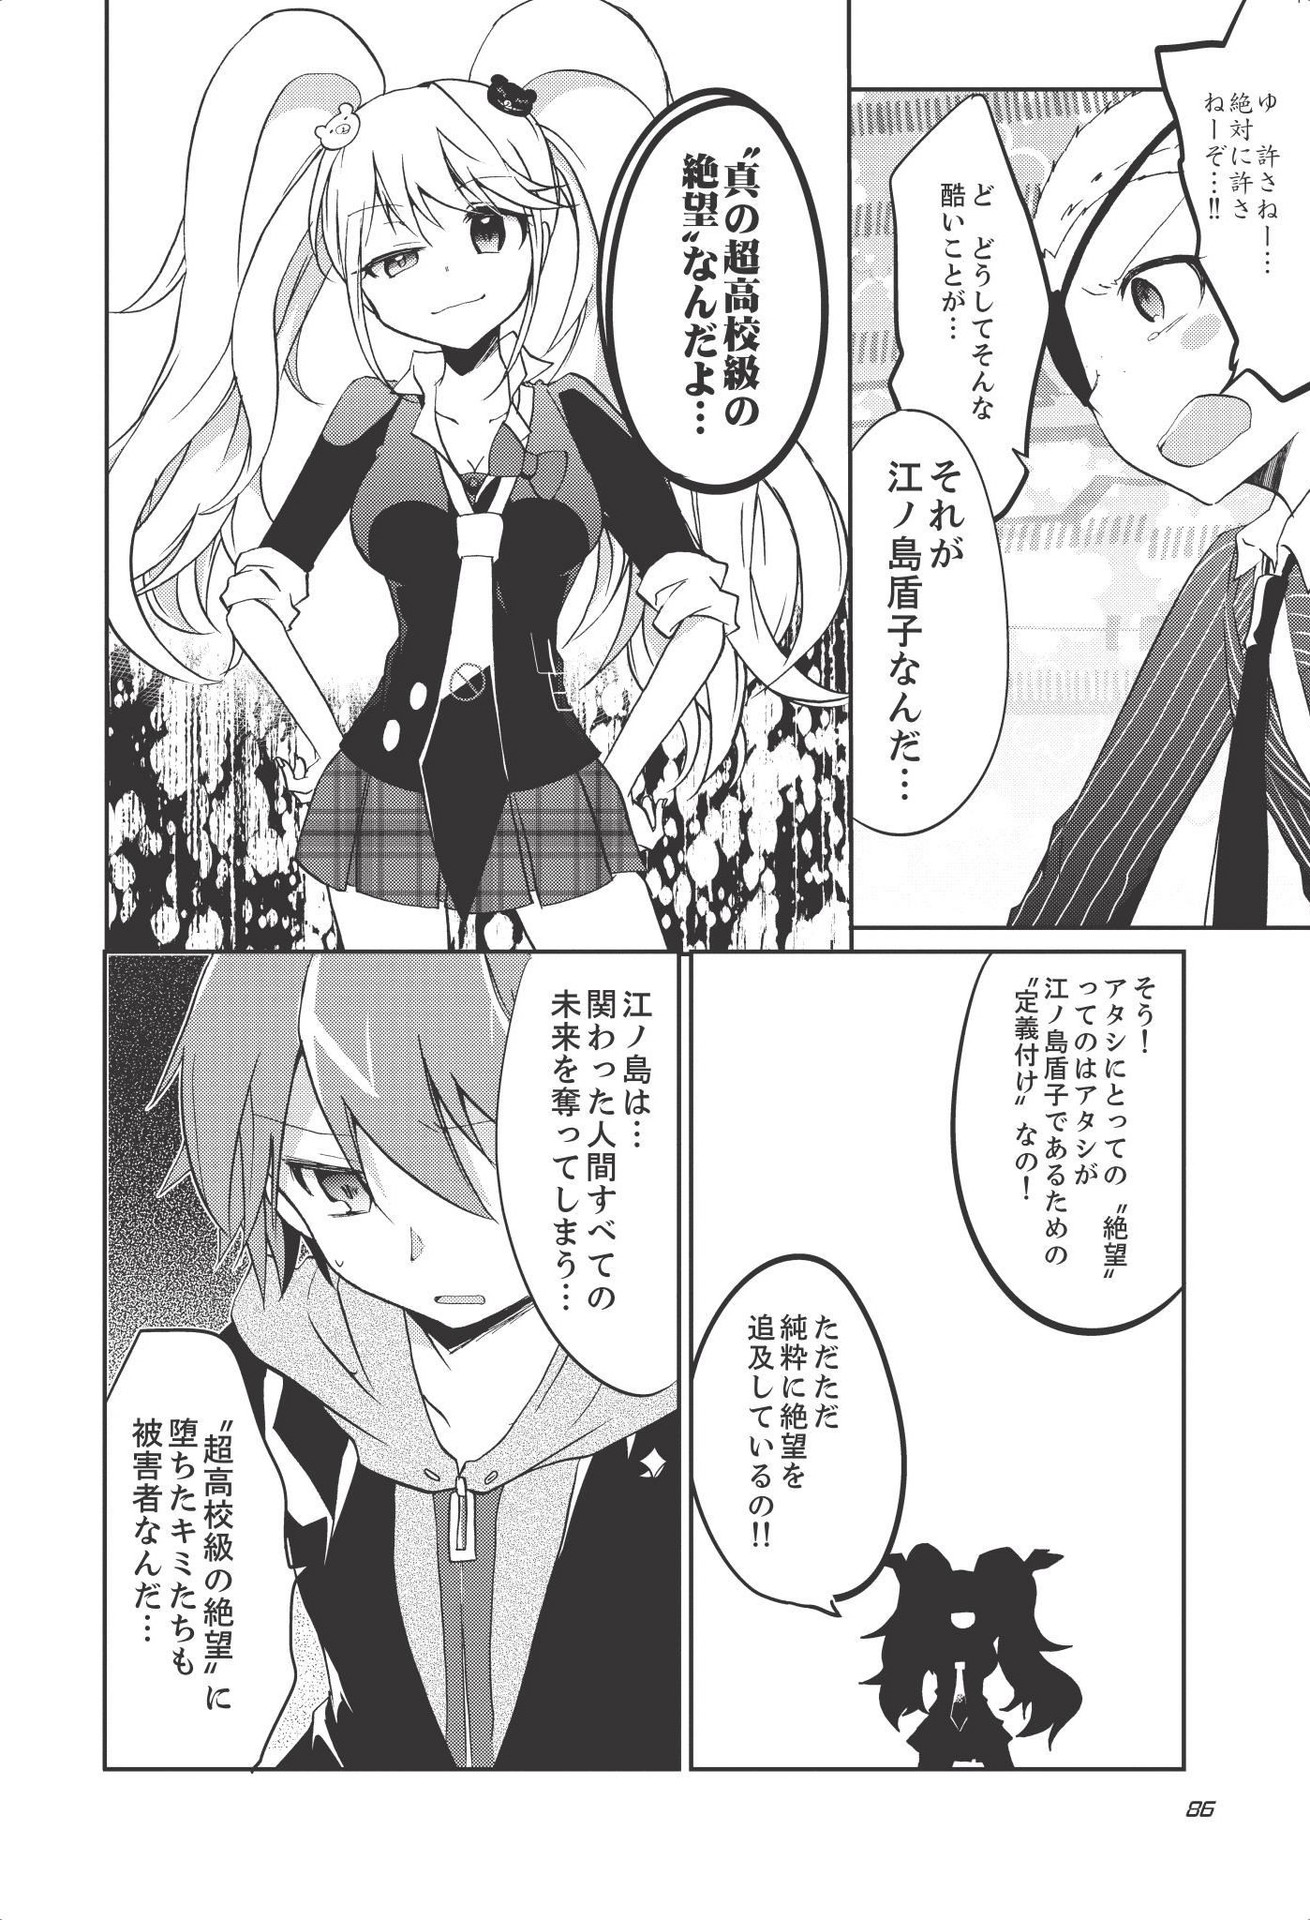 ゆ 許さねー…
絶対に許さ
ねーぞ…!!
ど どうしてそんな
酷いことが…
それが
江ノ島盾子なんだ…
〝真の超高校級の
絶望〟なんだよ…
そう!
アタシにとっての〝絶望〟
ってのはアタシが
江ノ島盾子であるための
〝定義付け〟なの!
ただただ
純粋に絶望を
追及しているの!!
江ノ島は…
関わった人間すべての
未来を奪ってしまう…
〝超高校級の絶望〟に
堕ちたキミたちも
被害者なんだ…
86